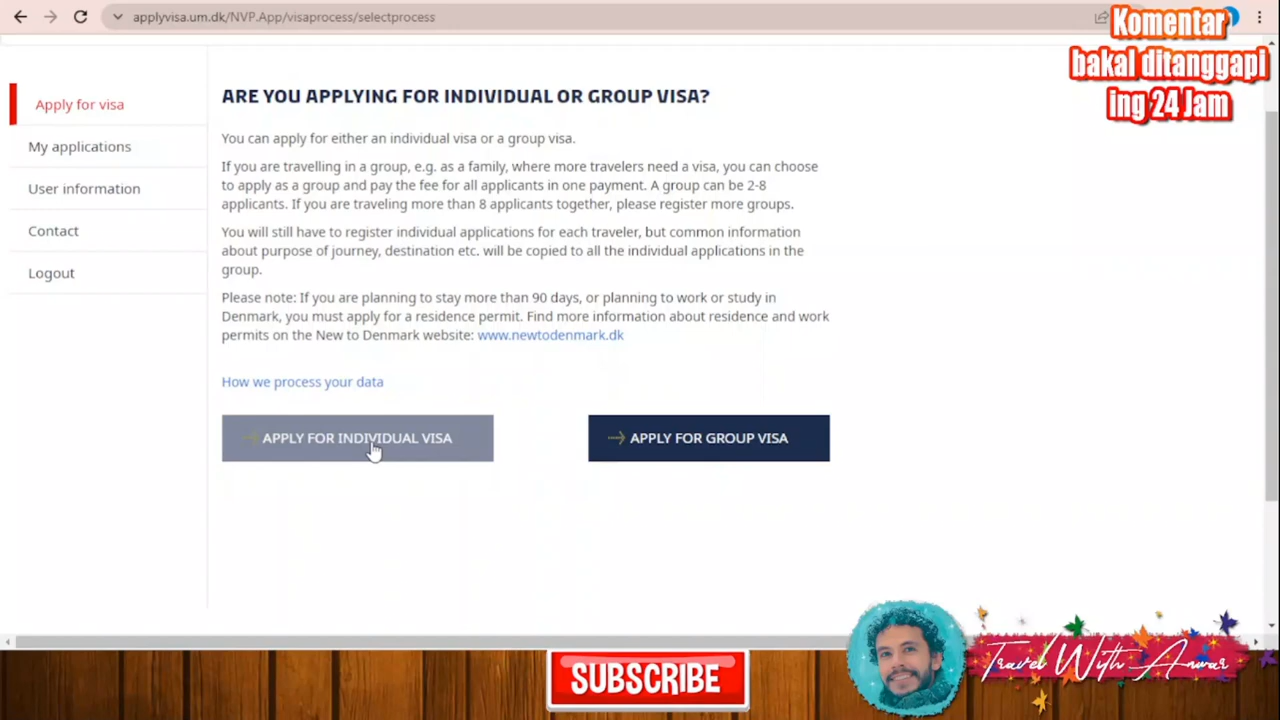 applyvisa.um.dk/NVP.App/visaprocess/selectprocess
Komentar
bakal ditanggapi
ing 24 Jam
Apply for visa
My applications
User information
Contact
Logout
ARE YOU APPLYING FOR INDIVIDUAL OR GROUP VISA?
You can apply for either an individual visa or a group visa.
If you are travelling in a group, e.g. as a family, where more travelers need a visa, you can choose
to apply as a group and pay the fee for all applicants in one payment. A group can be 2-8
applicants. If you are traveling more than 8 applicants together, please register more groups.
You will still have to register individual applications for each traveler, but common information
about purpose of journey, destination etc. will be copied to all the individual applications in the
group.
Please note: If you are planning to stay more than 90 days, or planning to work or study in
Denmark, you must apply for a residence permit. Find more information about residence and work
permits on the New to Denmark website: www.newtodenmark.dk
How we process your data
APPLY FOR INDIVIDUAL VISA
APPLY FOR GROUP VISA
SUBSCRIBE
Travel With Anwar